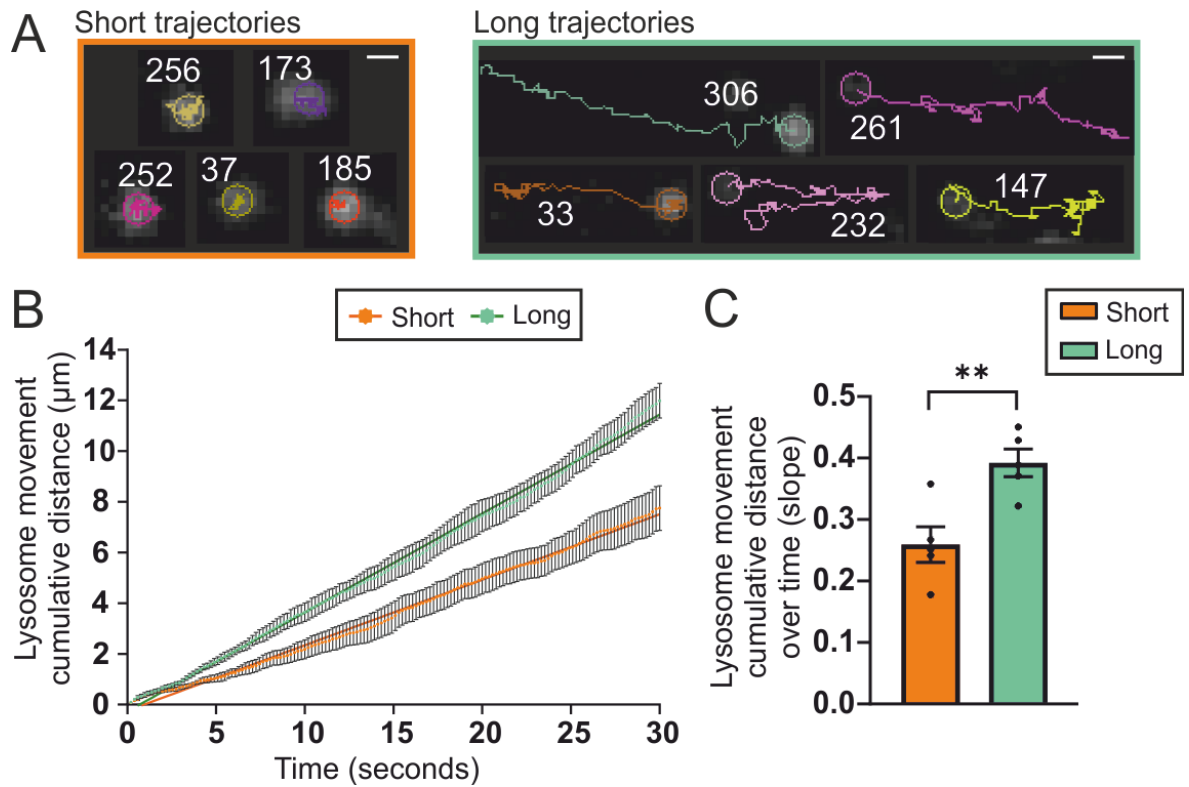 A
Short trajectories
256
173
252
37
185
Long trajectories
306
261
33
232
147
B
Short
Long
Lysosome movement
cumulative distance (µm)
14
12
10
8
6
4
2
0
0 5 10 15 20 25 30
Time (seconds)
C
Short
Long
**
Lysosome movement
cumulative distance
over time (slope)
0.5
0.4
0.3
0.2
0.1
0.0